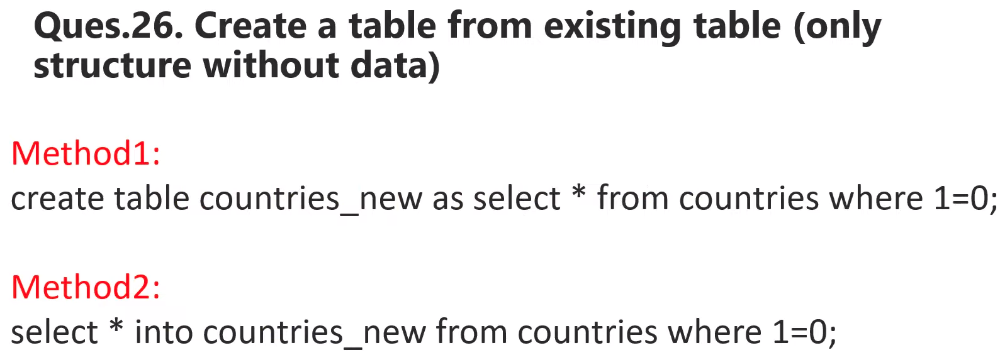 Ques.26. Create a table from existing table (only
structure without data)
Method1:
create table countries_new as select * from countries where 1=0;
Method2:
select * into countries_new from countries where 1=0;